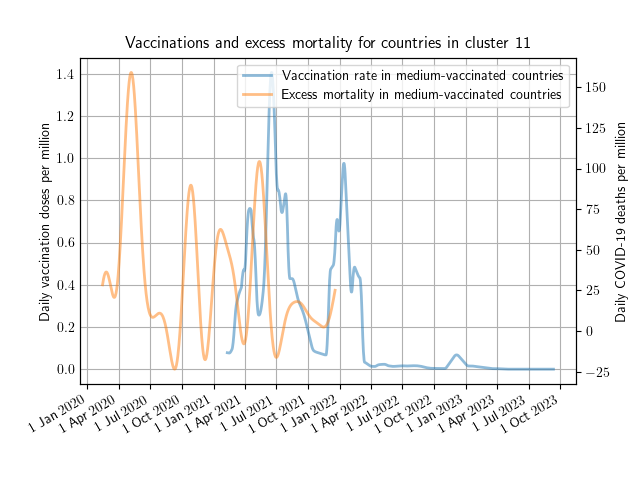 Vaccinations and excess mortality for countries in cluster 11
Vaccination rate in medium-vaccinated countries
Excess mortality in medium-vaccinated countries
Daily vaccination doses per million
1.4
1.2
1.0
0.8
0.6
0.4
0.2
0.0
150
125
100
75
50
25
0
−25
Daily COVID-19 deaths per million
1 Jan 2020
1 Apr 2020
1 Jul 2020
1 Oct 2020
1 Jan 2021
1 Apr 2021
1 Jul 2021
1 Oct 2021
1 Jan 2022
1 Apr 2022
1 Jul 2022
1 Oct 2022
1 Jan 2023
1 Apr 2023
1 Jul 2023
1 Oct 2023